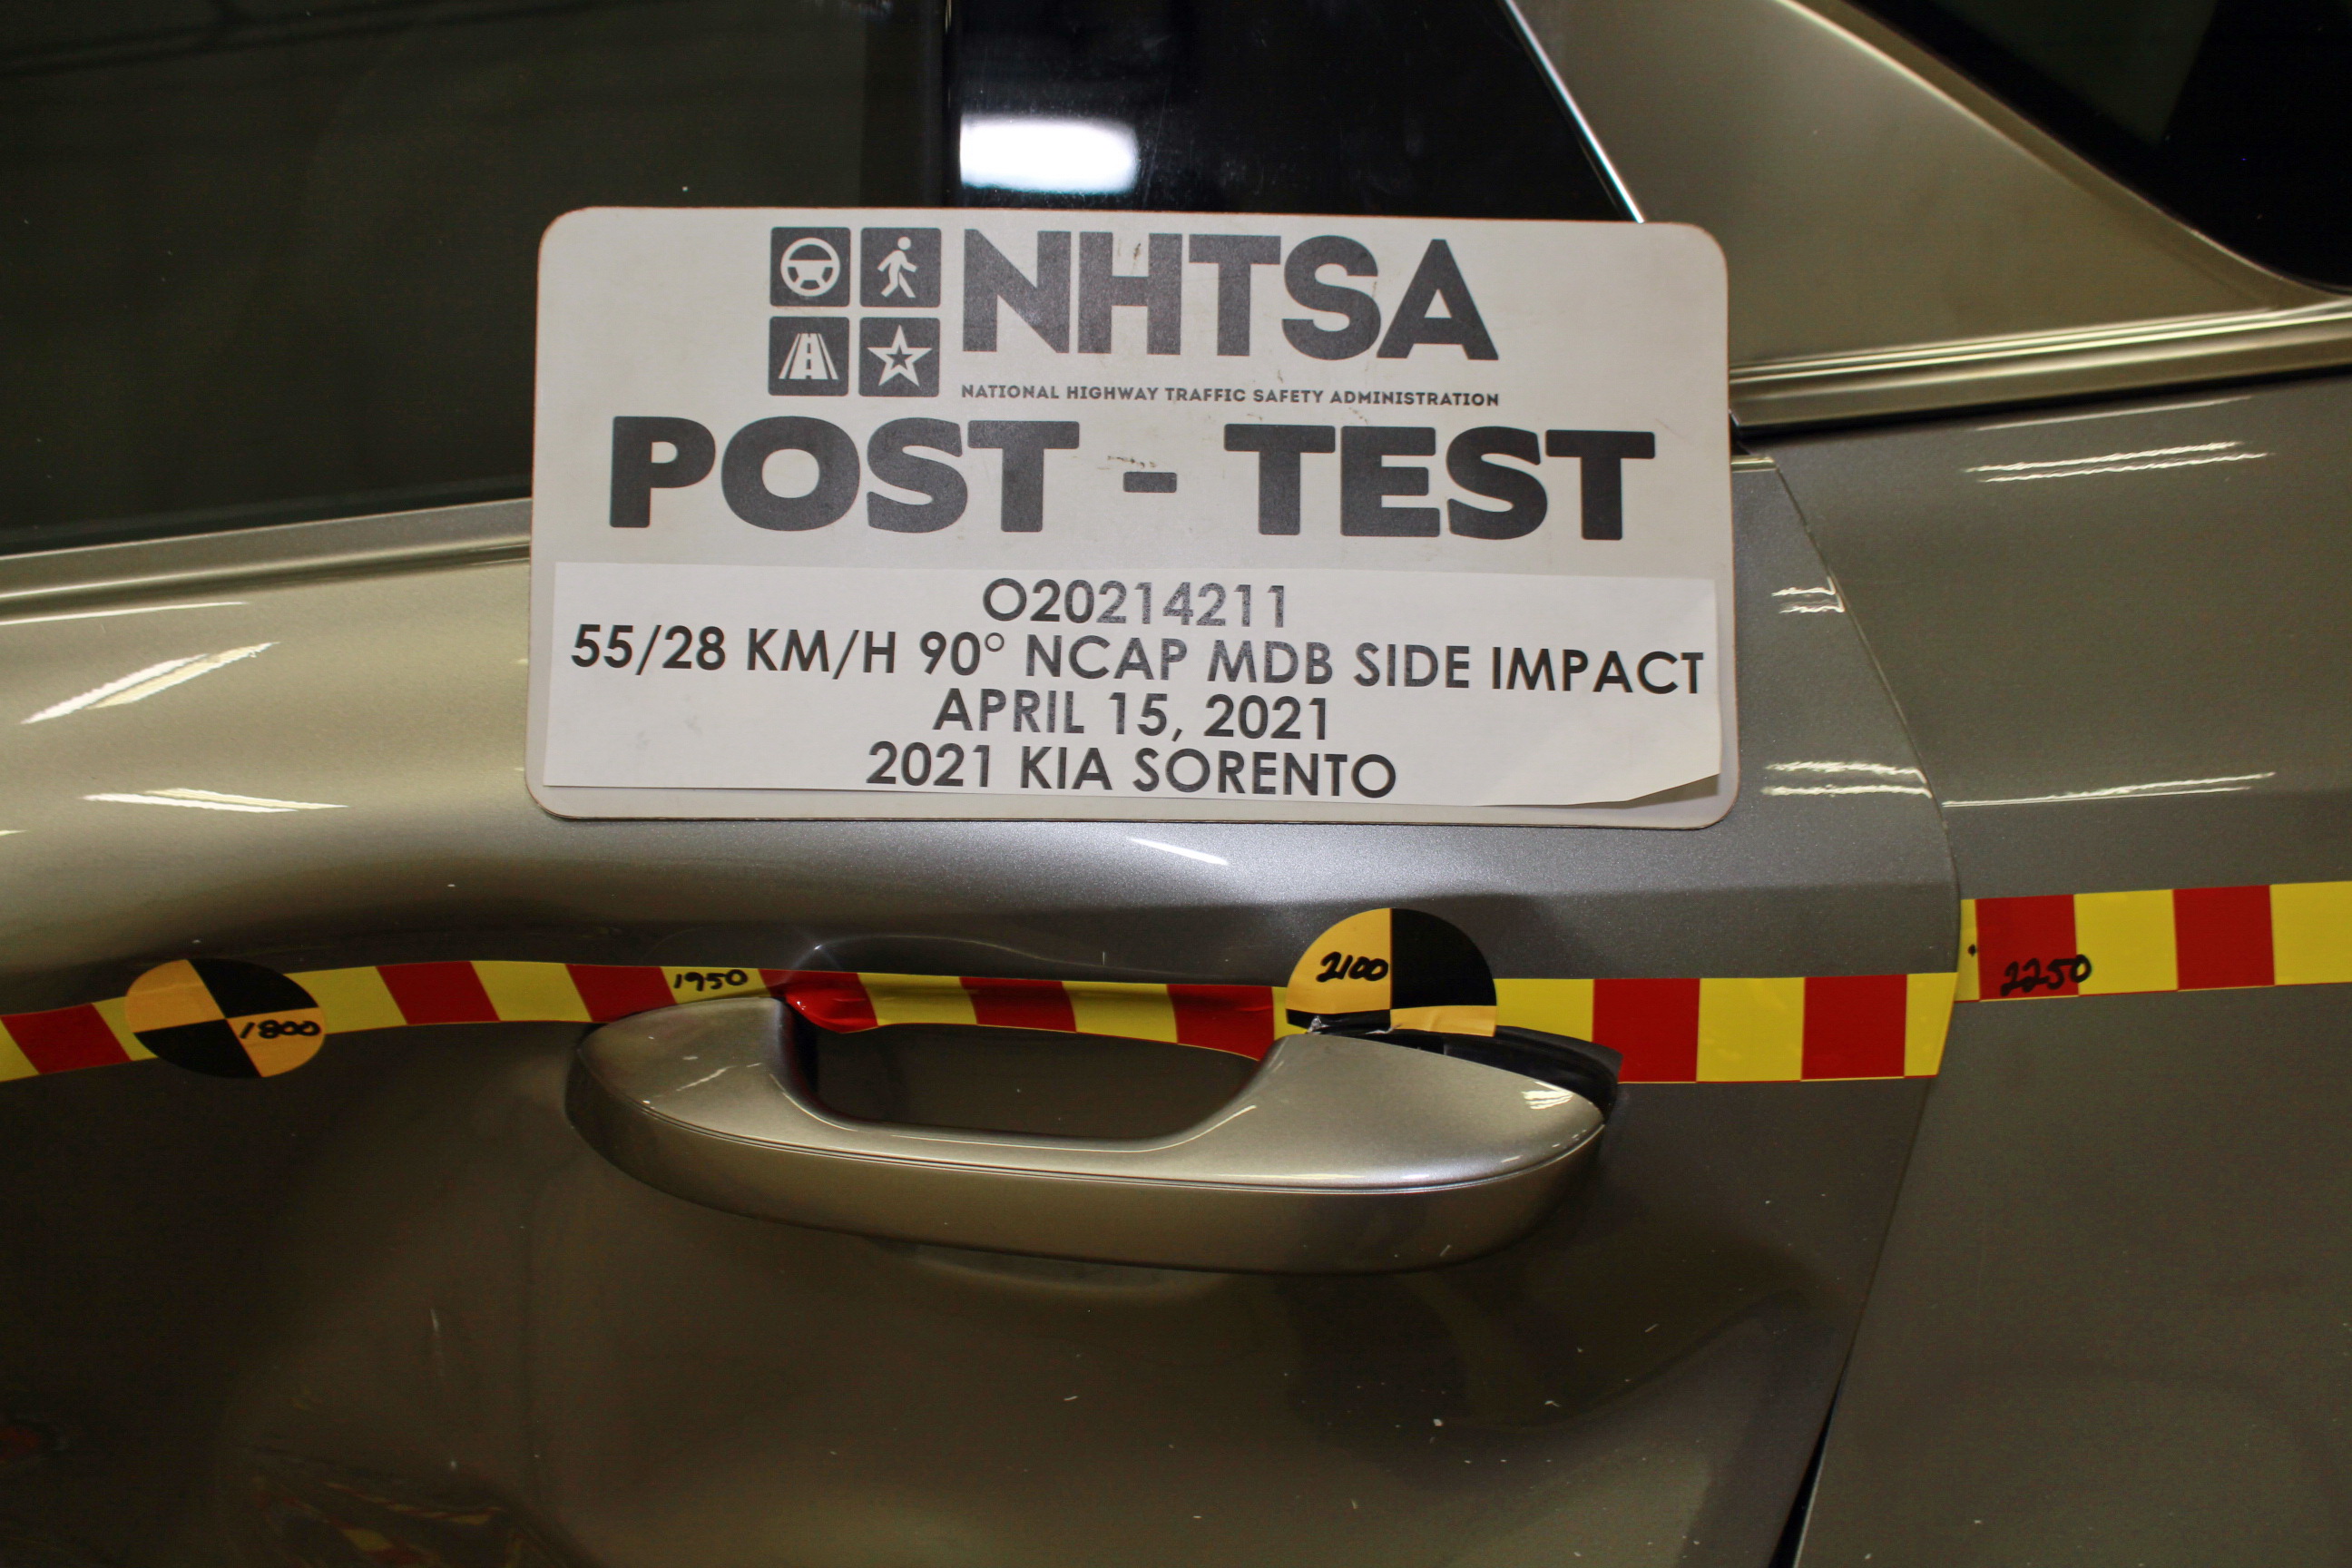 NHTSA
NATIONAL HIGHWAY TRAFFIC SAFETY ADMINISTRATION
POST - TEST
O20214211
55/28 KM/H 90° NCAP MDB SIDE IMPACT
APRIL 15, 2021
2021 KIA SORENTO
1800
1950
2100
2250